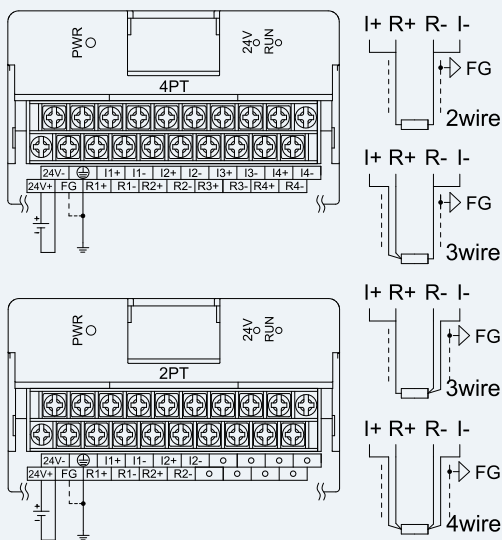 PWR
24V
RUN
4PT
24V- I1+ I1- I2+ I2- I3+ I3- I4+ I4-
24V+ FG R1+ R1- R2+ R2- R3+ R3- R4+ R4-
PWR
24V
RUN
2PT
24V- I1+ I1- I2+ I2-
24V+ FG R1+ R1- R2+ R2-
I+ R+ R- I-
FG
2wire
I+ R+ R- I-
FG
3wire
I+ R+ R- I-
FG
3wire
I+ R+ R- I-
FG
4wire